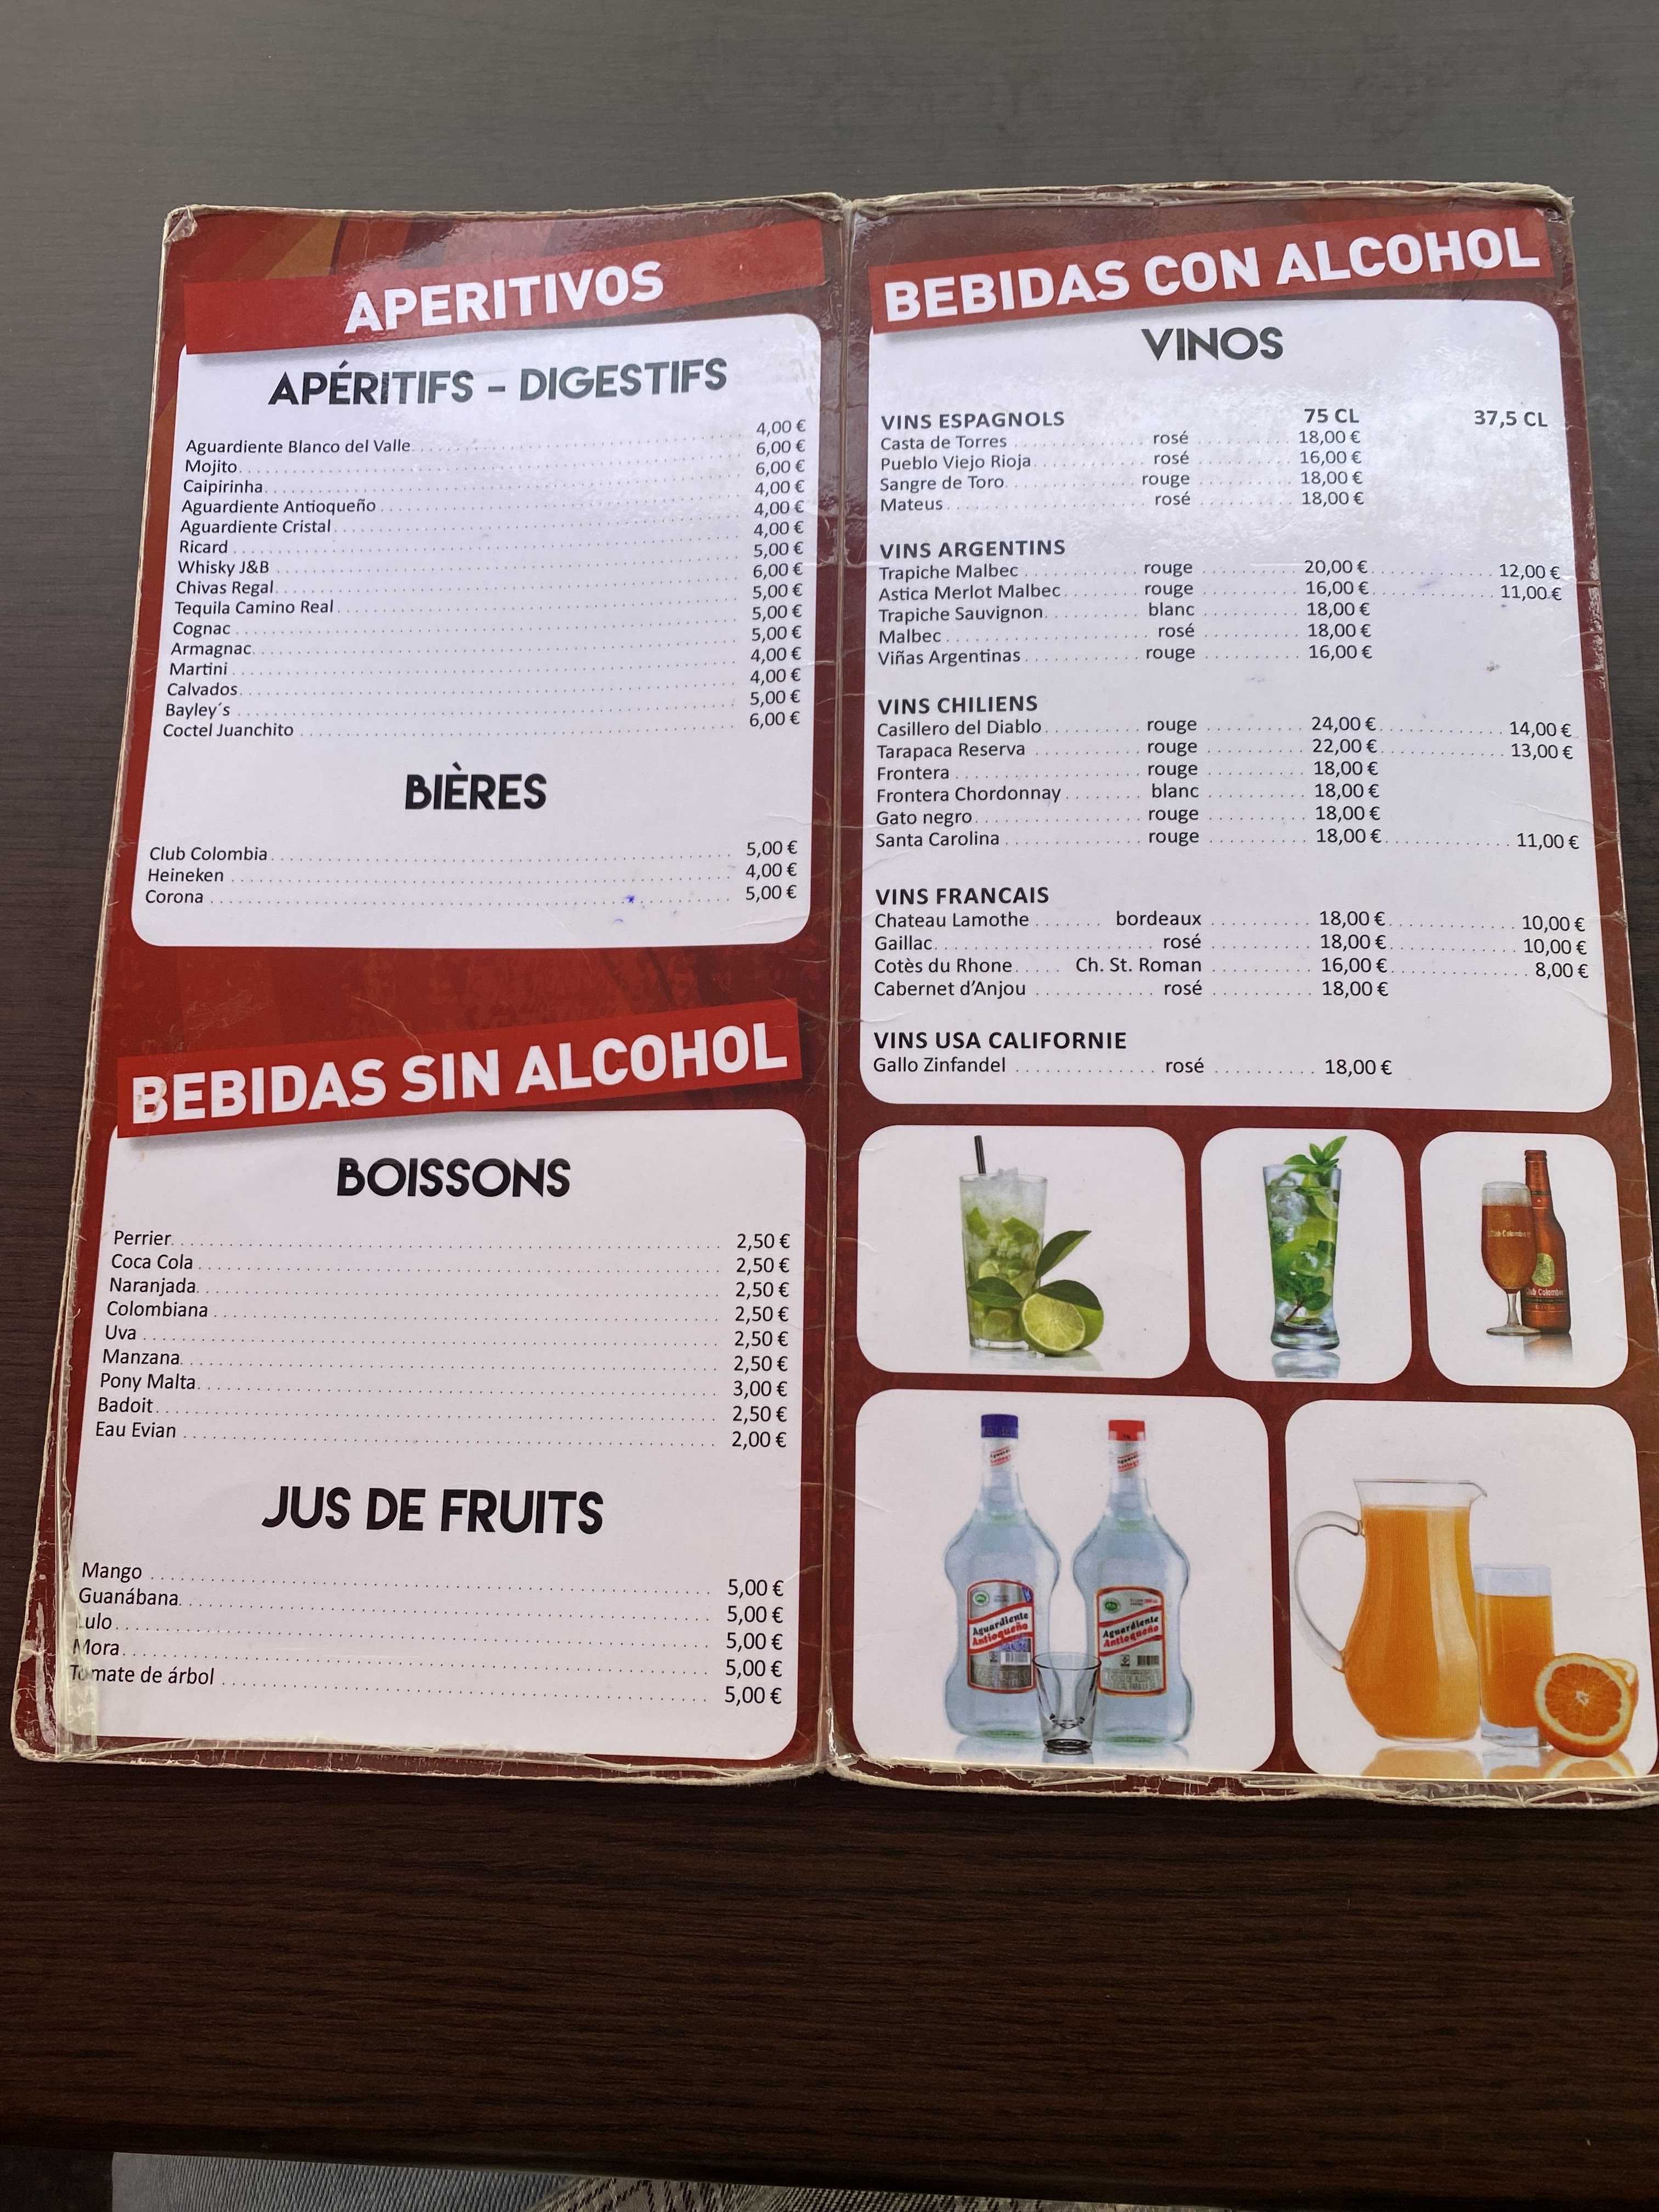 APERITIVOS
APÉRITIFS - DIGESTIFS
Aguardiente Blanco del Valle 4,00 €
Mojito 6,00 €
Caipirinha 6,00 €
Aguardiente Antioqueño 4,00 €
Aguardiente Cristal 4,00 €
Ricard 4,00 €
Whisky J&B 5,00 €
Chivas Regal 6,00 €
Tequila Camino Real 5,00 €
Cognac 5,00 €
Armagnac 5,00 €
Martini 4,00 €
Calvados 4,00 €
Bayley´s 5,00 €
Coctel Juanchito 6,00 €
BIÈRES
Club Colombia 5,00 €
Heineken 4,00 €
Corona 5,00 €
BEBIDAS SIN ALCOHOL
BOISSONS
Perrier 2,50 €
Coca Cola 2,50 €
Naranjada 2,50 €
Colombiana 2,50 €
Uva 2,50 €
Manzana 2,50 €
Pony Malta 3,00 €
Badoit 2,50 €
Eau Evian 2,00 €
JUS DE FRUITS
Mango 5,00 €
Guanábana 5,00 €
Lulo 5,00 €
Mora 5,00 €
Tomate de árbol 5,00 €
BEBIDAS CON ALCOHOL
VINOS
VINS ESPAGNOLS 75 CL 37,5 CL
Casta de Torres rosé 18,00 €
Pueblo Viejo Rioja rosé 16,00 €
Sangre de Toro rouge 18,00 €
Mateus rosé 18,00 €
VINS ARGENTINS
Trapiche Malbec rouge 20,00 € 12,00 €
Astica Merlot Malbec rouge 16,00 € 11,00 €
Trapiche Sauvignon blanc 18,00 €
Malbec rosé 18,00 €
Viñas Argentinas rouge 16,00 €
VINS CHILIENS
Casillero del Diablo rouge 24,00 € 14,00 €
Tarapaca Reserva rouge 22,00 € 13,00 €
Frontera rouge 18,00 €
Frontera Chordonnay blanc 18,00 €
Gato negro rouge 18,00 €
Santa Carolina rouge 18,00 € 11,00 €
VINS FRANCAIS
Chateau Lamothe bordeaux 18,00 € 10,00 €
Gaillac rosé 18,00 € 10,00 €
Cotès du Rhone Ch. St. Roman 16,00 € 8,00 €
Cabernet d’Anjou rosé 18,00 €
VINS USA CALIFORNIE
Gallo Zinfandel rosé 18,00 €
Club Colombia
Club Colombia
Aguardiente
Antioqueño
Aguardiente
Antioqueño